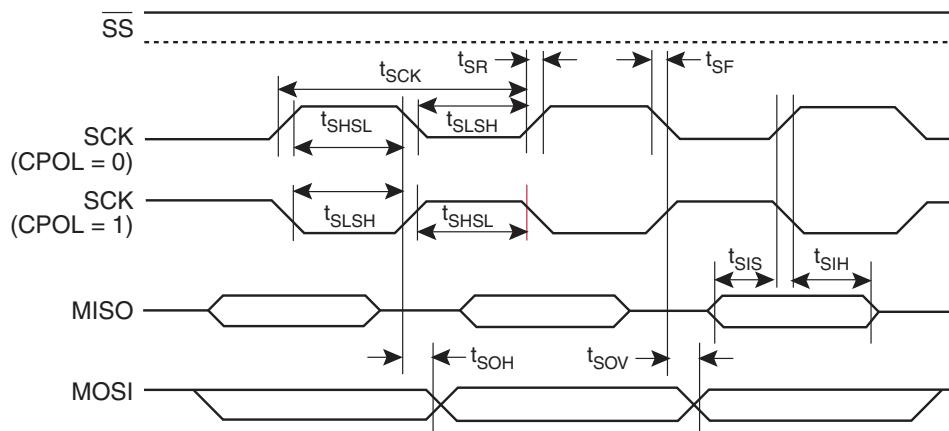 SS
tSCK
tSR
tSF
SCK
(CPOL = 0)
tSHSL
tSLSH
SCK
(CPOL = 1)
tSLSH
tSHSL
tSIS
tSIH
MISO
tSOH
tSOV
MOSI